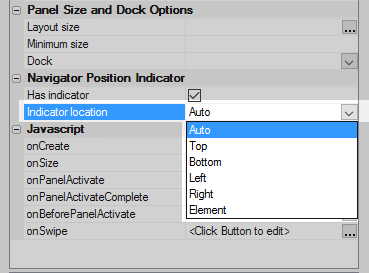 Panel Size and Dock Options
Layout size ...
Minimum size
Dock
Navigator Position Indicator
Has indicator
Indicator location Auto
Javascript Auto
onCreate Top
onSize Bottom
onPanelActivate Left
onPanelActivateComplete Right
onBeforePanelActivate Element
onSwipe <Click Button to edit> ...